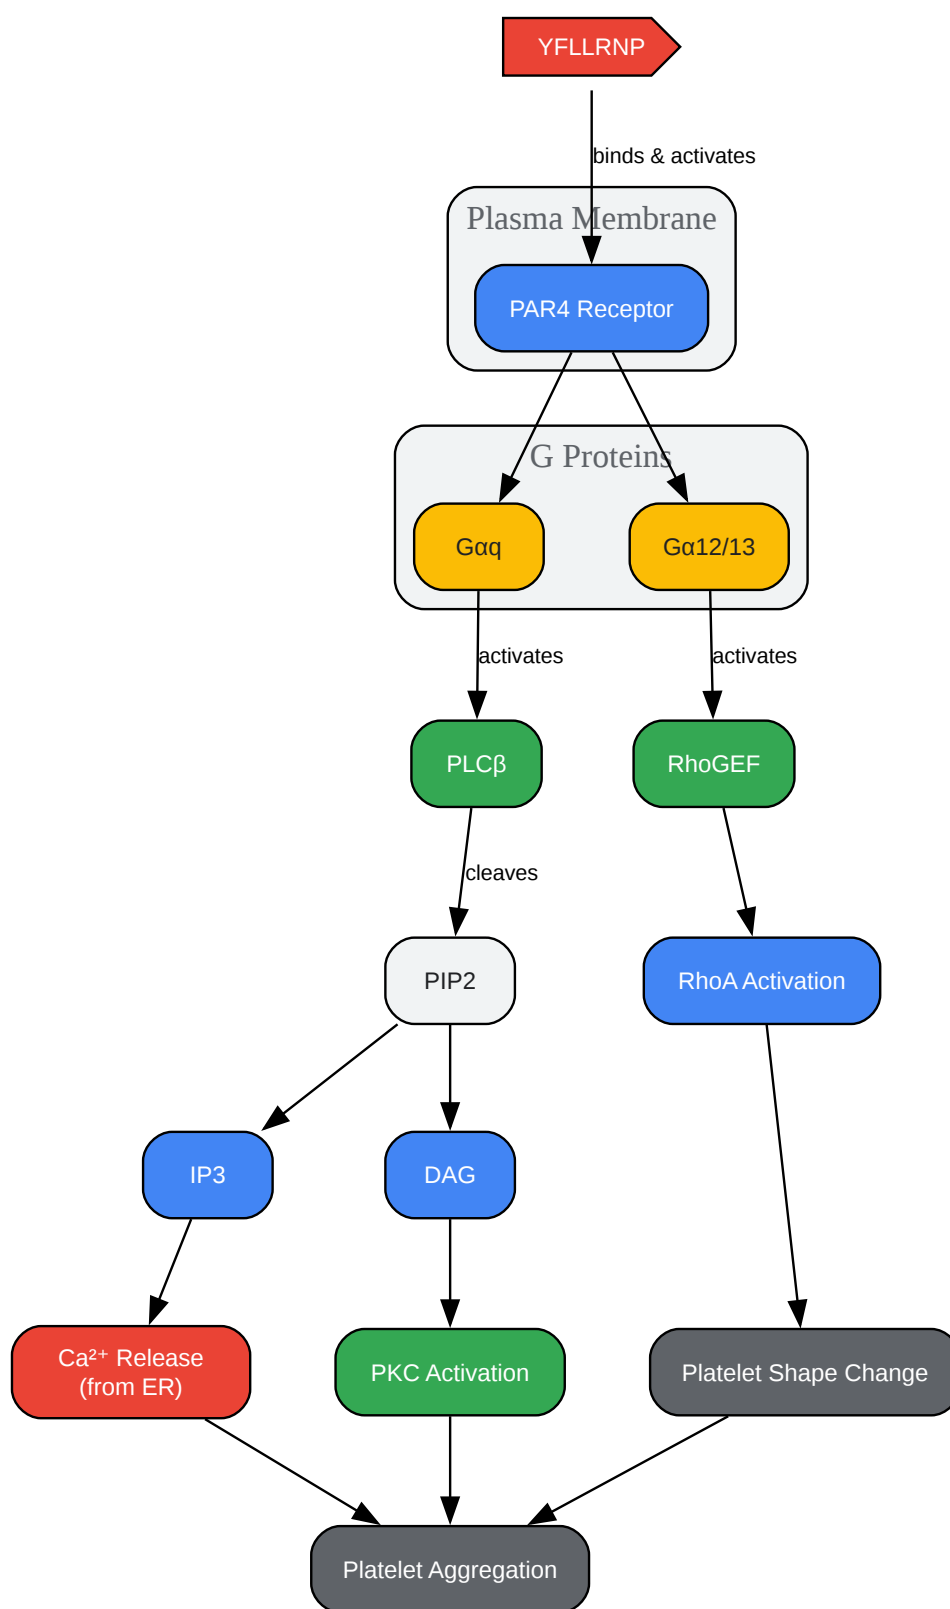 YFLLRNP
binds & activates
Plasma Membrane
PAR4 Receptor
G Proteins
Gαq
Gα12/13
activates
activates
PLCβ
RhoGEF
cleaves
PIP2
RhoA Activation
IP3
DAG
Ca²⁺ Release
(from ER)
PKC Activation
Platelet Shape Change
Platelet Aggregation